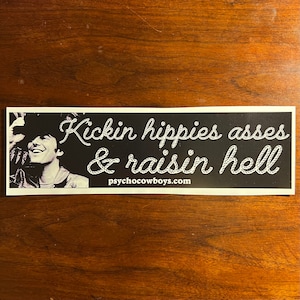 Kickin hippies asses
& raisin hell
psychocowboys.com